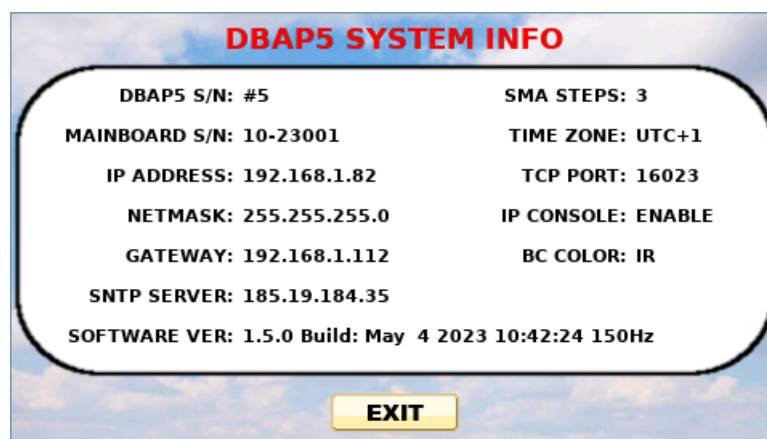 DBAP5 SYSTEM INFO
DBAP5 S/N: #5 SMA STEPS: 3
MAINBOARD S/N: 10-23001 TIME ZONE: UTC+1
IP ADDRESS: 192.168.1.82 TCP PORT: 16023
NETMASK: 255.255.255.0 IP CONSOLE: ENABLE
GATEWAY: 192.168.1.112 BC COLOR: IR
SNTP SERVER: 185.19.184.35
SOFTWARE VER: 1.5.0 Build: May  4 2023 10:42:24 150Hz
EXIT